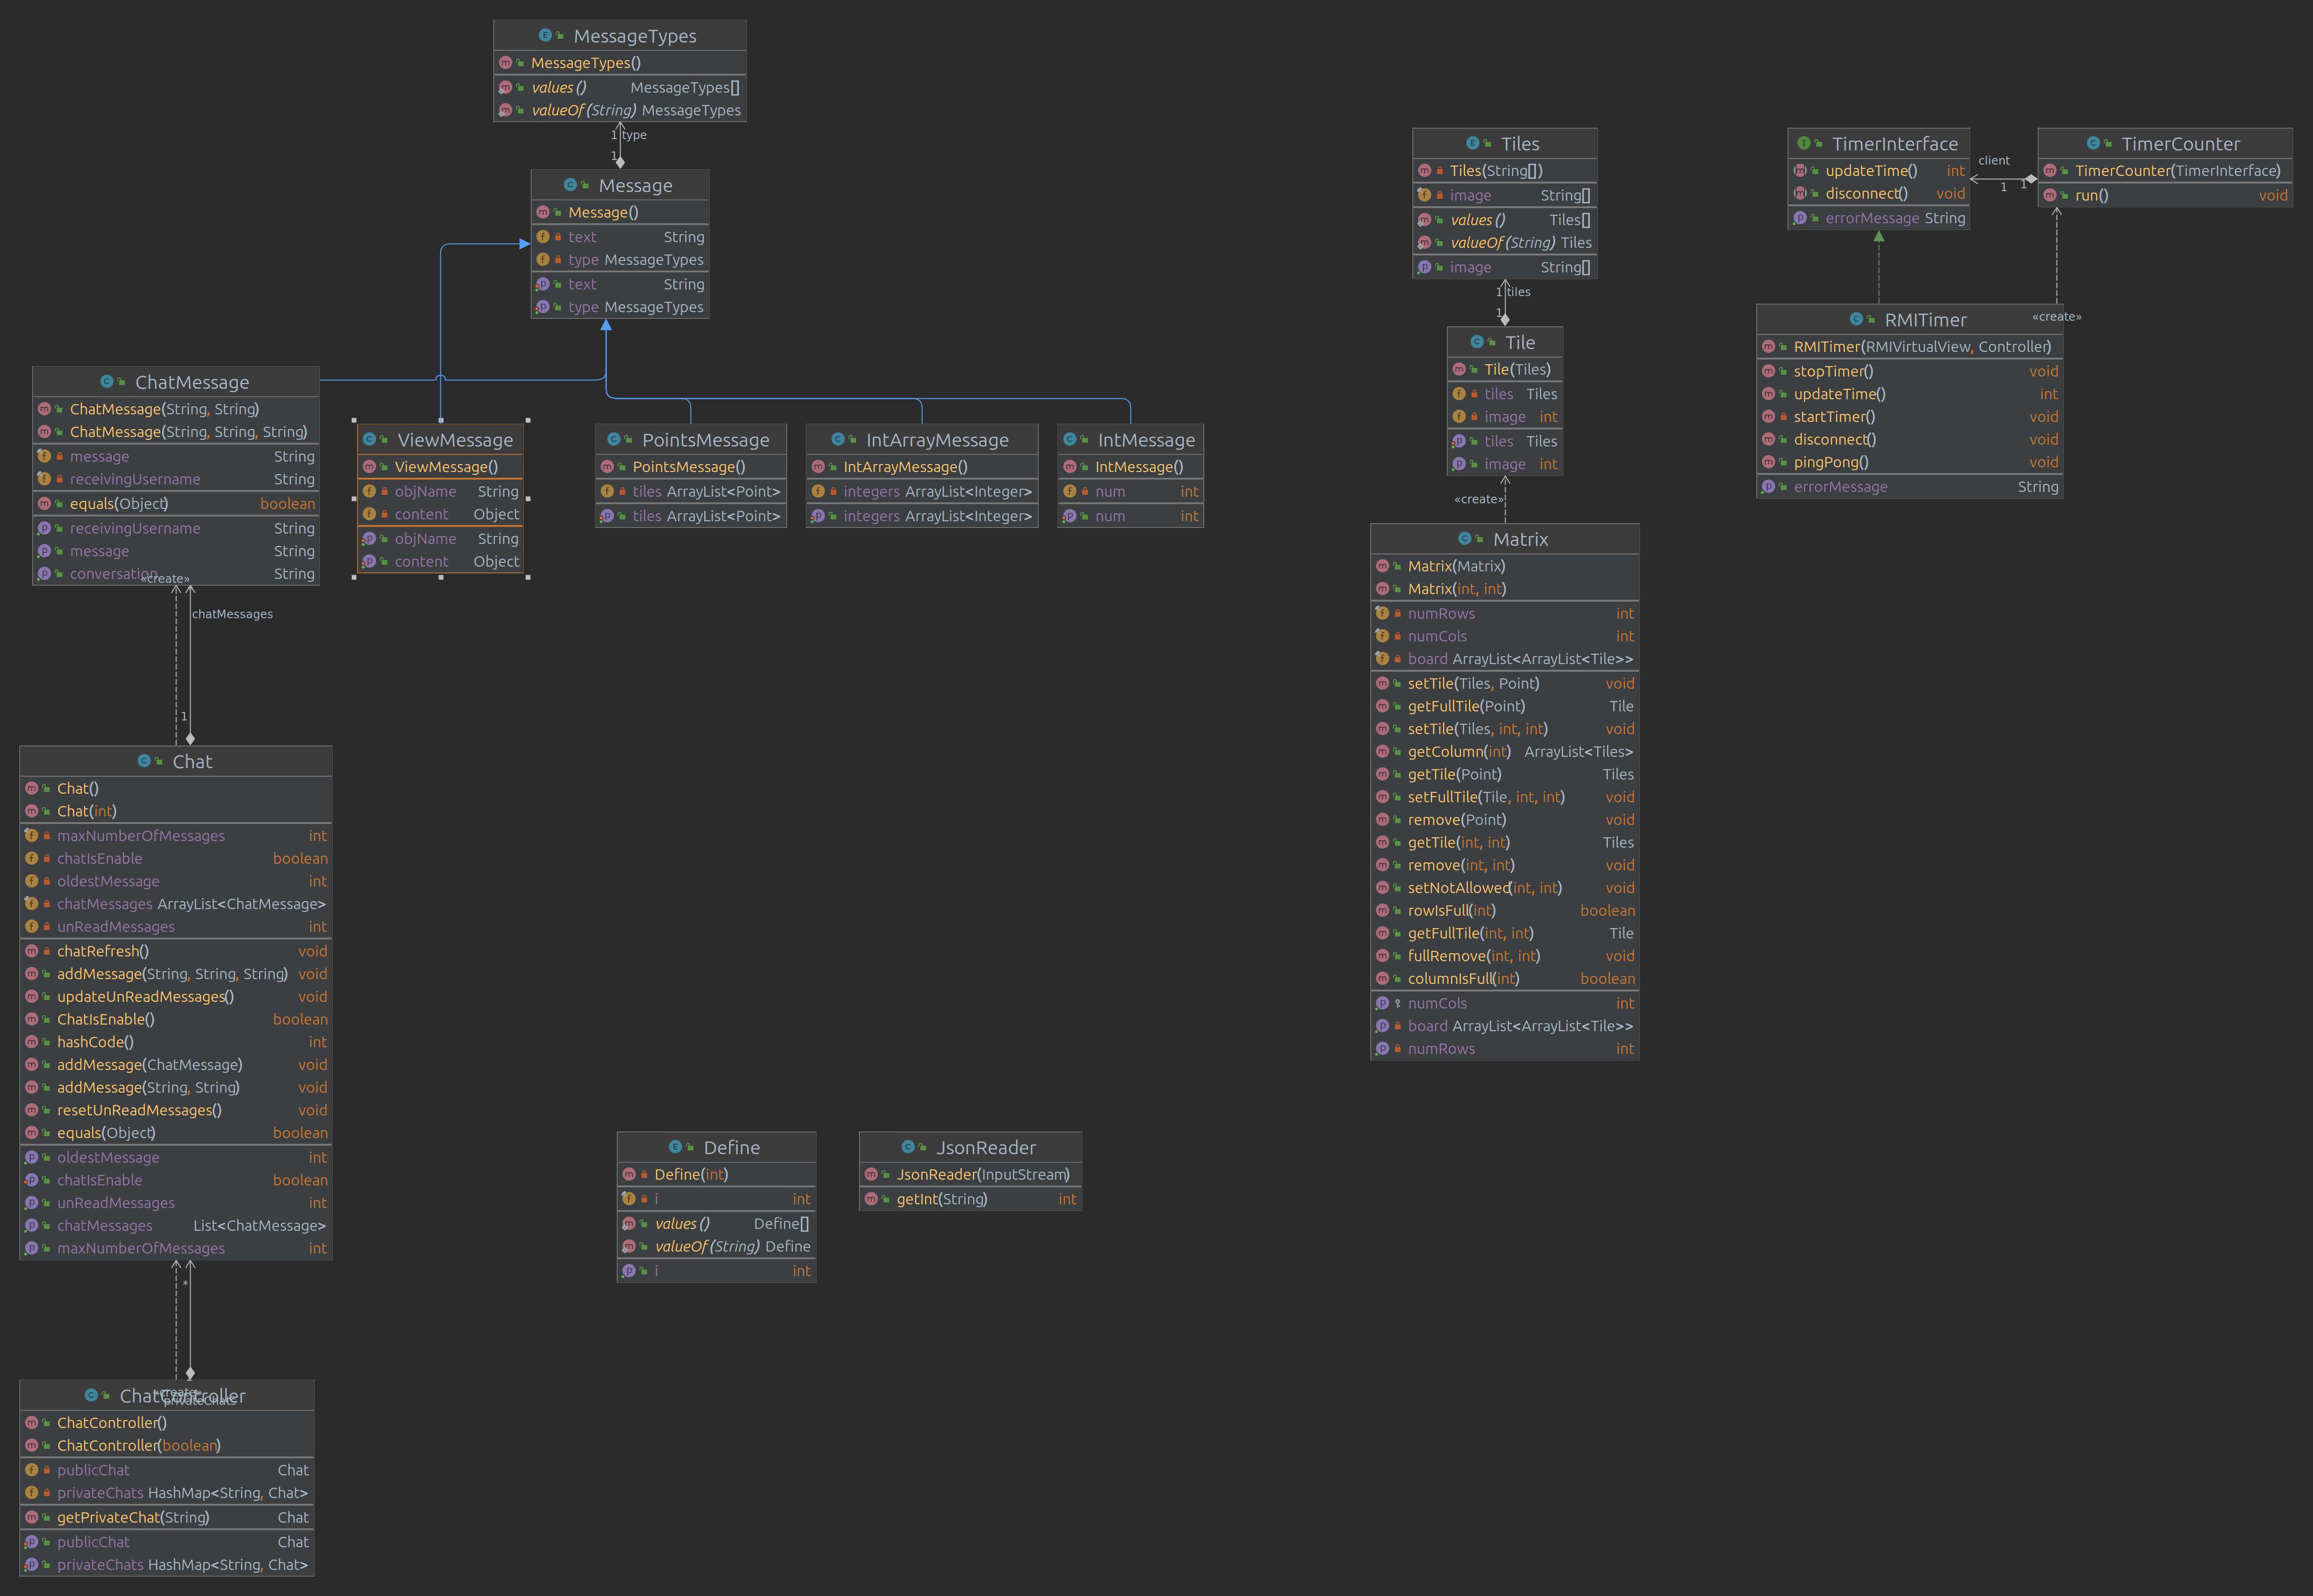 MessageTypes
MessageTypes()
values() MessageTypes[]
valueOf(String) MessageTypes
1 type
1
Message
Message()
text String
type MessageTypes
text String
type MessageTypes
ChatMessage
ChatMessage(String, String)
ChatMessage(String, String, String)
message String
receivingUsername String
equals(Object) boolean
receivingUsername String
message String
conversation String
«create»
chatMessages
1
ViewMessage
ViewMessage()
objName String
content Object
objName String
content Object
PointsMessage
PointsMessage()
tiles ArrayList<Point>
tiles ArrayList<Point>
IntArrayMessage
IntArrayMessage()
integers ArrayList<Integer>
integers ArrayList<Integer>
IntMessage
IntMessage()
num int
num int
Chat
Chat()
Chat(int)
maxNumberOfMessages int
chatIsEnable boolean
oldestMessage int
chatMessages ArrayList<ChatMessage>
unReadMessages int
chatRefresh() void
addMessage(String, String, String) void
updateUnReadMessages() void
ChatIsEnable() boolean
hashCode() int
addMessage(ChatMessage) void
addMessage(String, String) void
resetUnReadMessages() void
equals(Object) boolean
oldestMessage int
chatIsEnable boolean
unReadMessages int
chatMessages List<ChatMessage>
maxNumberOfMessages int
*
1
«create»
privateChats
ChatController
ChatController()
ChatController(boolean)
publicChat Chat
privateChats HashMap<String, Chat>
getPrivateChat(String) Chat
publicChat Chat
privateChats HashMap<String, Chat>
Define
Define(int)
i int
values() Define[]
valueOf(String) Define
i int
JsonReader
JsonReader(InputStream)
getInt(String) int
Tiles
Tiles(String[])
image String[]
values() Tiles[]
valueOf(String) Tiles
image String[]
1 tiles
1
Tile
Tile(Tiles)
tiles Tiles
image int
tiles Tiles
image int
«create»
Matrix
Matrix(Matrix)
Matrix(int, int)
numRows int
numCols int
board ArrayList<ArrayList<Tile>>
setTile(Tiles, Point) void
getFullTile(Point) Tile
setTile(Tiles, int, int) void
getColumn(int) ArrayList<Tiles>
getTile(Point) Tiles
setFullTile(Tile, int, int) void
remove(Point) void
getTile(int, int) Tiles
remove(int, int) void
setNotAllowed(int, int) void
rowIsFull(int) boolean
getFullTile(int, int) Tile
fullRemove(int, int) void
columnIsFull(int) boolean
numCols int
board ArrayList<ArrayList<Tile>>
numRows int
TimerInterface
updateTime() int
disconnect() void
errorMessage String
client
1 1
TimerCounter
TimerCounter(TimerInterface)
run() void
«create»
RMITimer
RMITimer(RMIVirtualView, Controller)
stopTimer() void
updateTime() int
startTimer() void
disconnect() void
pingPong() void
errorMessage String